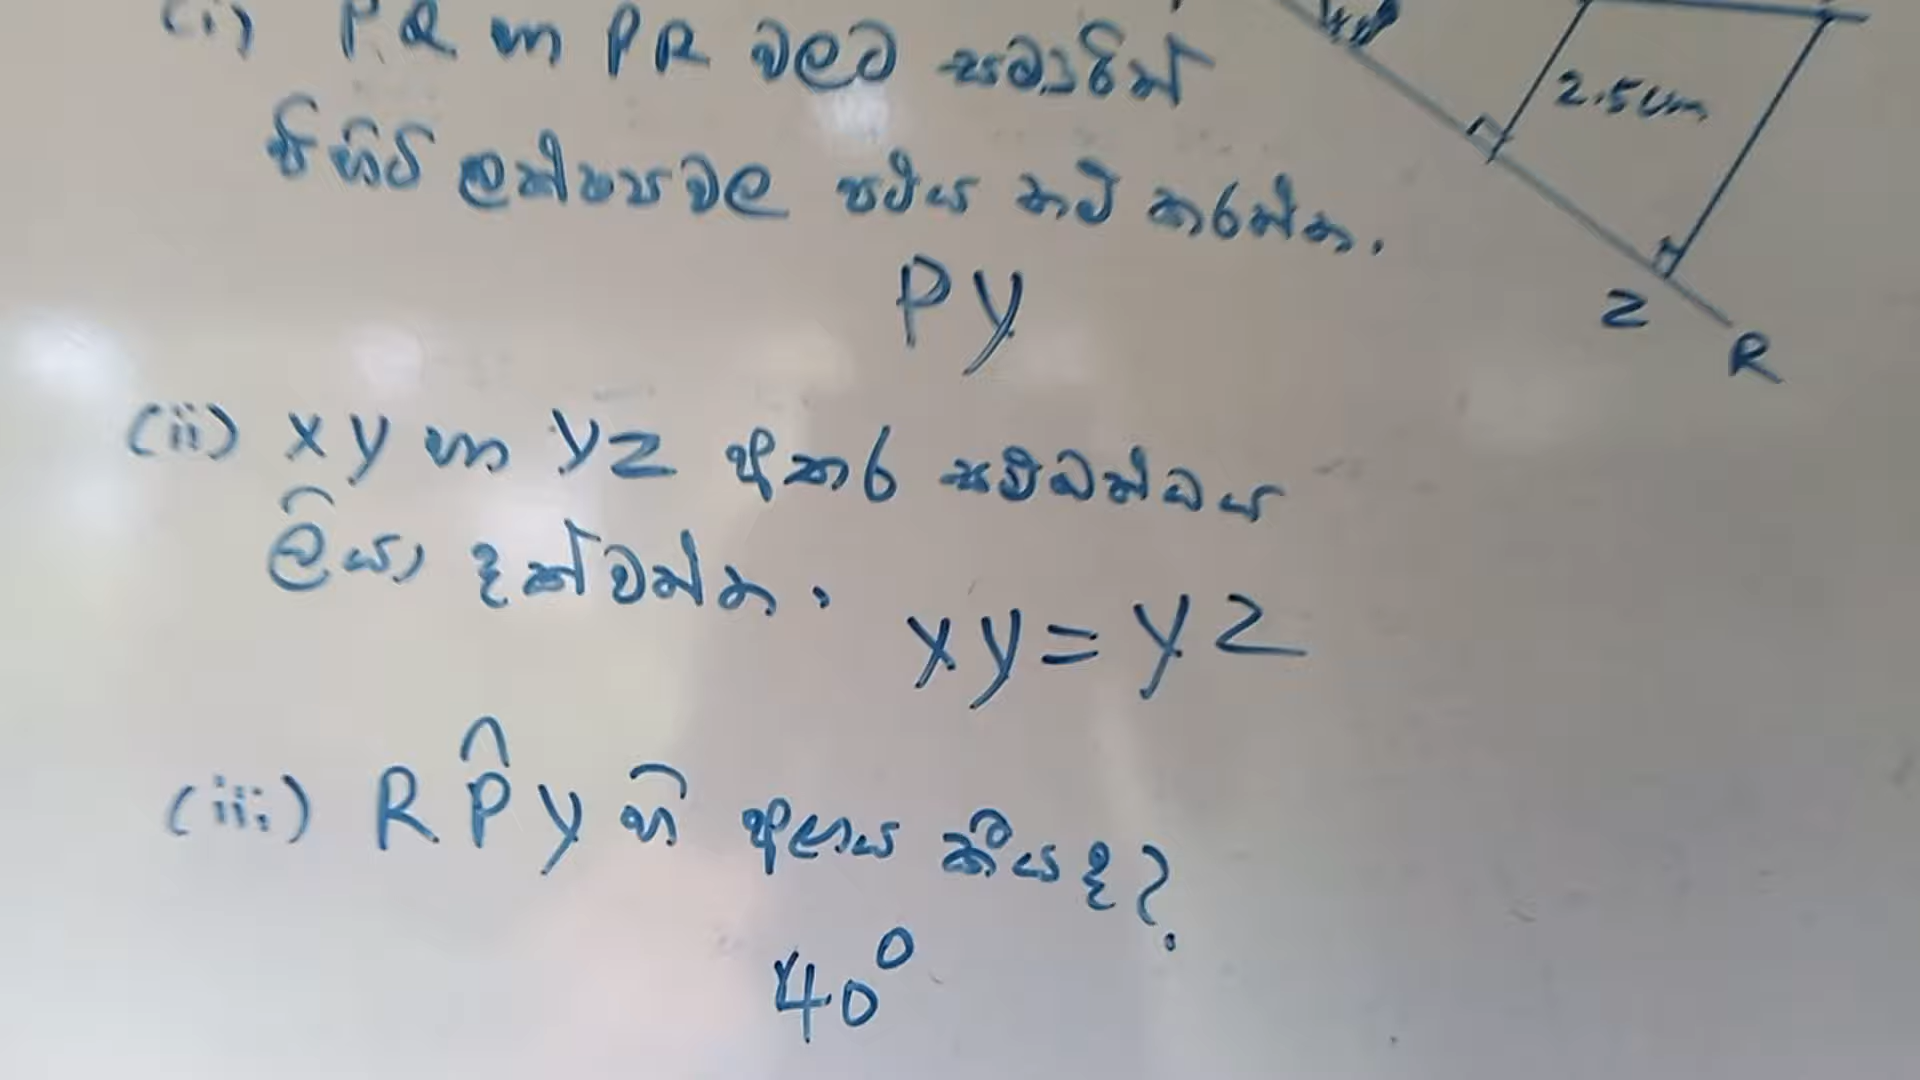 (i) PQ හා PR වලට සමදුරින්
පිහිටි ලක්ෂ්‍යවල පථය නම් කරන්න.
PY
(ii) XY හා YZ අතර සම්බන්ධය
ලියා දක්වන්න.
XY = YZ
(iii) RP̂Y හි අගය කීයද?
40°
2.5cm
Z
R